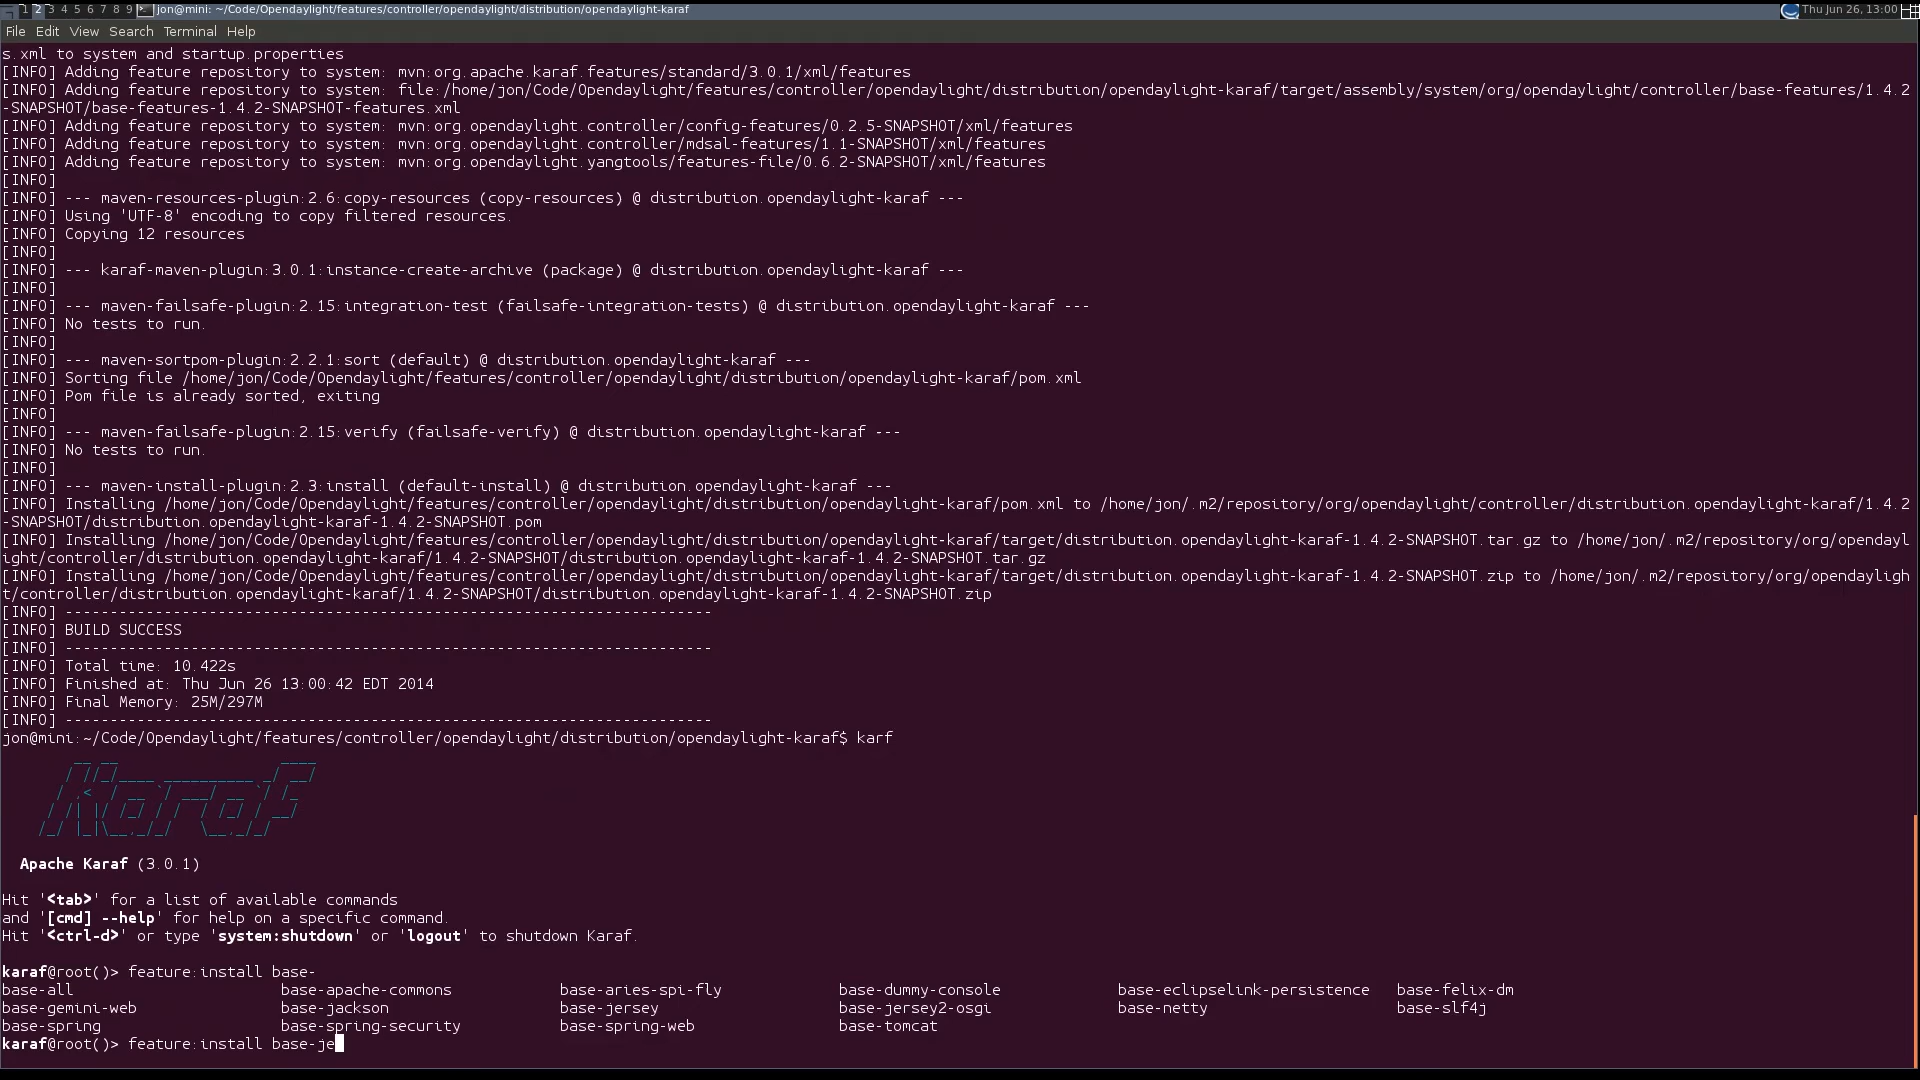 1 2 3 4 5 6 7 8 9 jon@mini: ~/Code/Opendaylight/features/controller/opendaylight/distribution/opendaylight-karaf Thu Jun 26, 13:00
File Edit View Search Terminal Help
s.xml to system and startup.properties
[INFO] Adding feature repository to system: mvn:org.apache.karaf.features/standard/3.0.1/xml/features
[INFO] Adding feature repository to system: file:/home/jon/Code/Opendaylight/features/controller/opendaylight/distribution/opendaylight-karaf/target/assembly/system/org/opendaylight/controller/base-features/1.4.2
-SNAPSHOT/base-features-1.4.2-SNAPSHOT-features.xml
[INFO] Adding feature repository to system: mvn:org.opendaylight.controller/config-features/0.2.5-SNAPSHOT/xml/features
[INFO] Adding feature repository to system: mvn:org.opendaylight.controller/mdsal-features/1.1-SNAPSHOT/xml/features
[INFO] Adding feature repository to system: mvn:org.opendaylight.yangtools/features-file/0.6.2-SNAPSHOT/xml/features
[INFO]
[INFO] --- maven-resources-plugin:2.6:copy-resources (copy-resources) @ distribution.opendaylight-karaf ---
[INFO] Using 'UTF-8' encoding to copy filtered resources.
[INFO] Copying 12 resources
[INFO]
[INFO] --- karaf-maven-plugin:3.0.1:instance-create-archive (package) @ distribution.opendaylight-karaf ---
[INFO]
[INFO] --- maven-failsafe-plugin:2.15:integration-test (failsafe-integration-tests) @ distribution.opendaylight-karaf ---
[INFO] No tests to run.
[INFO]
[INFO] --- maven-sortpom-plugin:2.2.1:sort (default) @ distribution.opendaylight-karaf ---
[INFO] Sorting file /home/jon/Code/Opendaylight/features/controller/opendaylight/distribution/opendaylight-karaf/pom.xml
[INFO] Pom file is already sorted, exiting
[INFO]
[INFO] --- maven-failsafe-plugin:2.15:verify (failsafe-verify) @ distribution.opendaylight-karaf ---
[INFO] No tests to run.
[INFO]
[INFO] --- maven-install-plugin:2.3:install (default-install) @ distribution.opendaylight-karaf ---
[INFO] Installing /home/jon/Code/Opendaylight/features/controller/opendaylight/distribution/opendaylight-karaf/pom.xml to /home/jon/.m2/repository/org/opendaylight/controller/distribution.opendaylight-karaf/1.4.2
-SNAPSHOT/distribution.opendaylight-karaf-1.4.2-SNAPSHOT.pom
[INFO] Installing /home/jon/Code/Opendaylight/features/controller/opendaylight/distribution/opendaylight-karaf/target/distribution.opendaylight-karaf-1.4.2-SNAPSHOT.tar.gz to /home/jon/.m2/repository/org/opendayl
ight/controller/distribution.opendaylight-karaf/1.4.2-SNAPSHOT/distribution.opendaylight-karaf-1.4.2-SNAPSHOT.tar.gz
[INFO] Installing /home/jon/Code/Opendaylight/features/controller/opendaylight/distribution/opendaylight-karaf/target/distribution.opendaylight-karaf-1.4.2-SNAPSHOT.zip to /home/jon/.m2/repository/org/opendayligh
t/controller/distribution.opendaylight-karaf/1.4.2-SNAPSHOT/distribution.opendaylight-karaf-1.4.2-SNAPSHOT.zip
[INFO] ------------------------------------------------------------------------
[INFO] BUILD SUCCESS
[INFO] ------------------------------------------------------------------------
[INFO] Total time: 10.422s
[INFO] Finished at: Thu Jun 26 13:00:42 EDT 2014
[INFO] Final Memory: 25M/297M
[INFO] ------------------------------------------------------------------------
jon@mini:~/Code/Opendaylight/features/controller/opendaylight/distribution/opendaylight-karaf$ karf
        __ __                  ____
       / //_/____ __________ _/ __/
      / ,<  / __ `/ ___/ __ `/ /_
     / /| |/ /_/ / /  / /_/ / __/
    /_/ |_|\__,_/_/   \__,_/_/
Apache Karaf (3.0.1)
Hit '<tab>' for a list of available commands
and '[cmd] --help' for help on a specific command.
Hit '<ctrl-d>' or type 'system:shutdown' or 'logout' to shutdown Karaf.
karaf@root()> feature:install base-
base-all base-apache-commons base-aries-spi-fly base-dummy-console base-eclipselink-persistence base-felix-dm
base-gemini-web base-jackson base-jersey base-jersey2-osgi base-netty base-slf4j
base-spring base-spring-security base-spring-web base-tomcat
karaf@root()> feature:install base-je